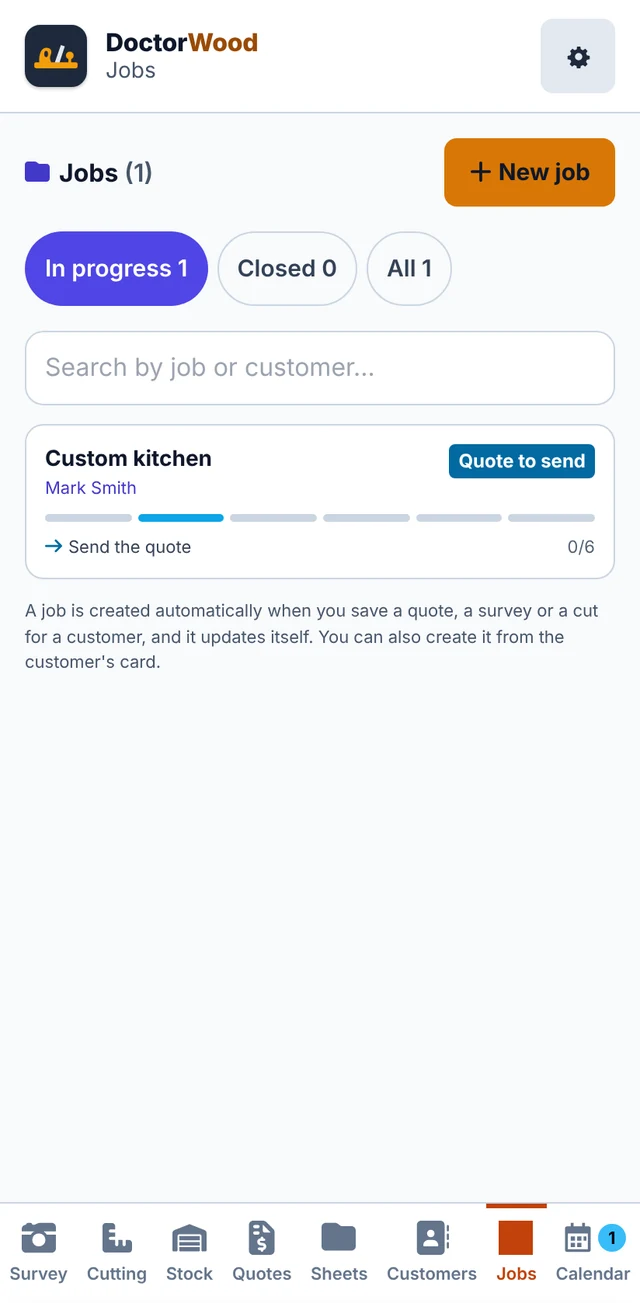 DoctorWood
Jobs
Jobs (1)
+ New job
In progress 1
Closed 0
All 1
Search by job or customer...
Custom kitchen
Quote to send
Mark Smith
→ Send the quote
0/6
A job is created automatically when you save a quote, a survey or a cut
for a customer, and it updates itself. You can also create it from the
customer's card.
1
Survey
Cutting
Stock
Quotes
Sheets
Customers
Jobs
Calendar